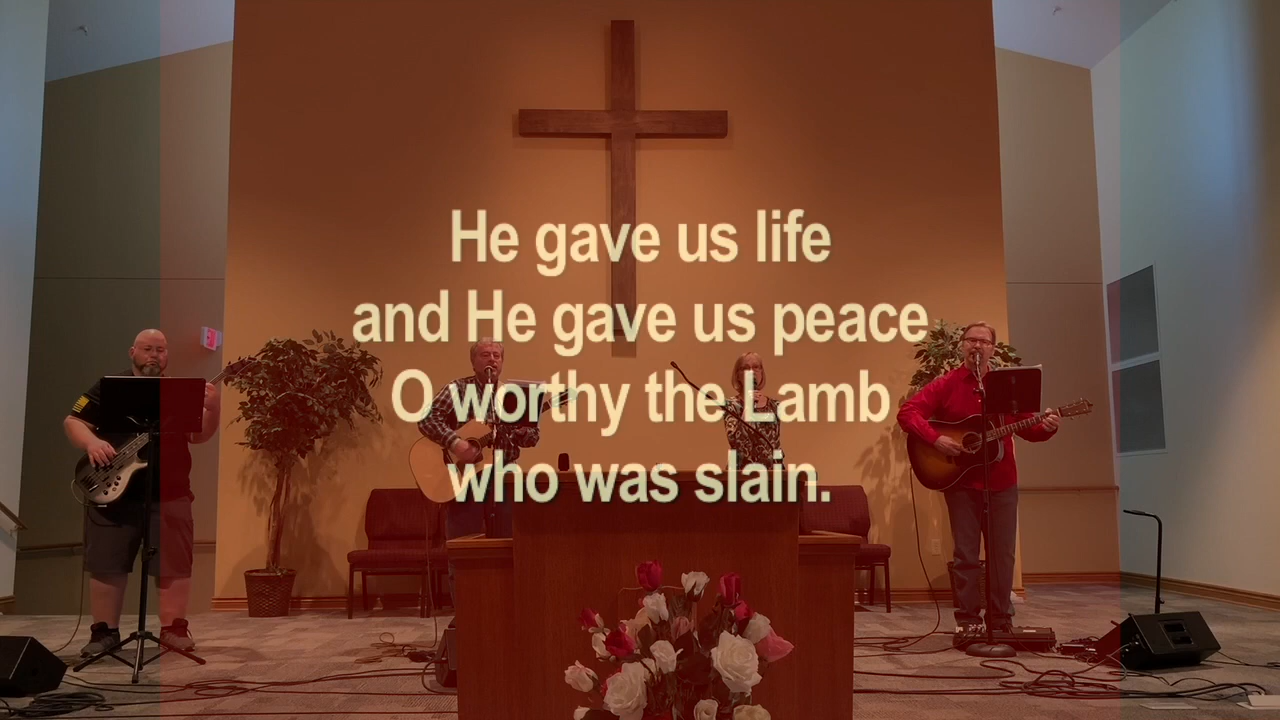 He gave us life
and He gave us peace
O worthy the Lamb
who was slain.